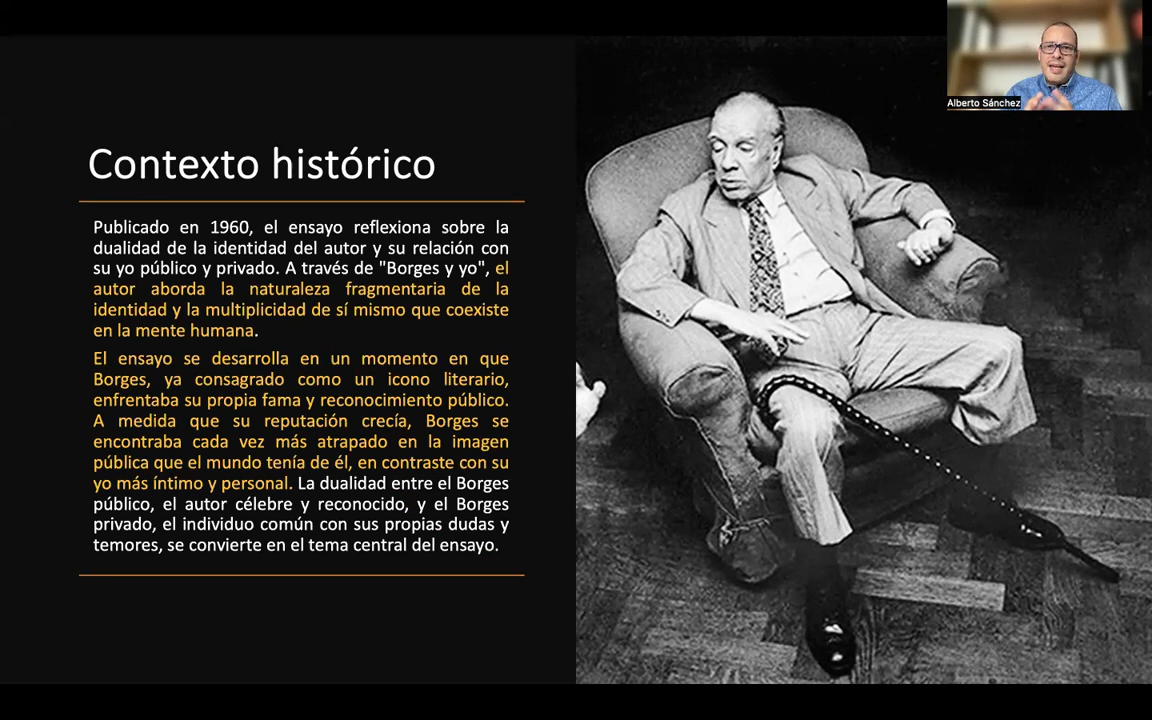 Alberto Sánchez
Contexto histórico
Publicado en 1960, el ensayo reflexiona sobre la
dualidad de la identidad del autor y su relación con
su yo público y privado. A través de "Borges y yo", el
autor aborda la naturaleza fragmentaria de la
identidad y la multiplicidad de sí mismo que coexiste
en la mente humana.
El ensayo se desarrolla en un momento en que
Borges, ya consagrado como un icono literario,
enfrentaba su propia fama y reconocimiento público.
A medida que su reputación crecía, Borges se
encontraba cada vez más atrapado en la imagen
pública que el mundo tenía de él, en contraste con su
yo más íntimo y personal. La dualidad entre el Borges
público, el autor célebre y reconocido, y el Borges
privado, el individuo común con sus propias dudas y
temores, se convierte en el tema central del ensayo.